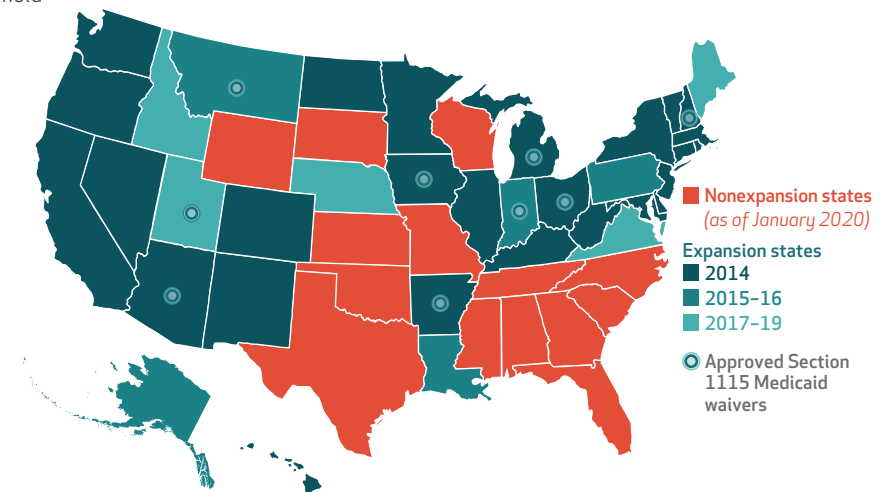 Nonexpansion states
(as of January 2020)
Expansion states
2014
2015–16
2017–19
Approved Section
1115 Medicaid
waivers